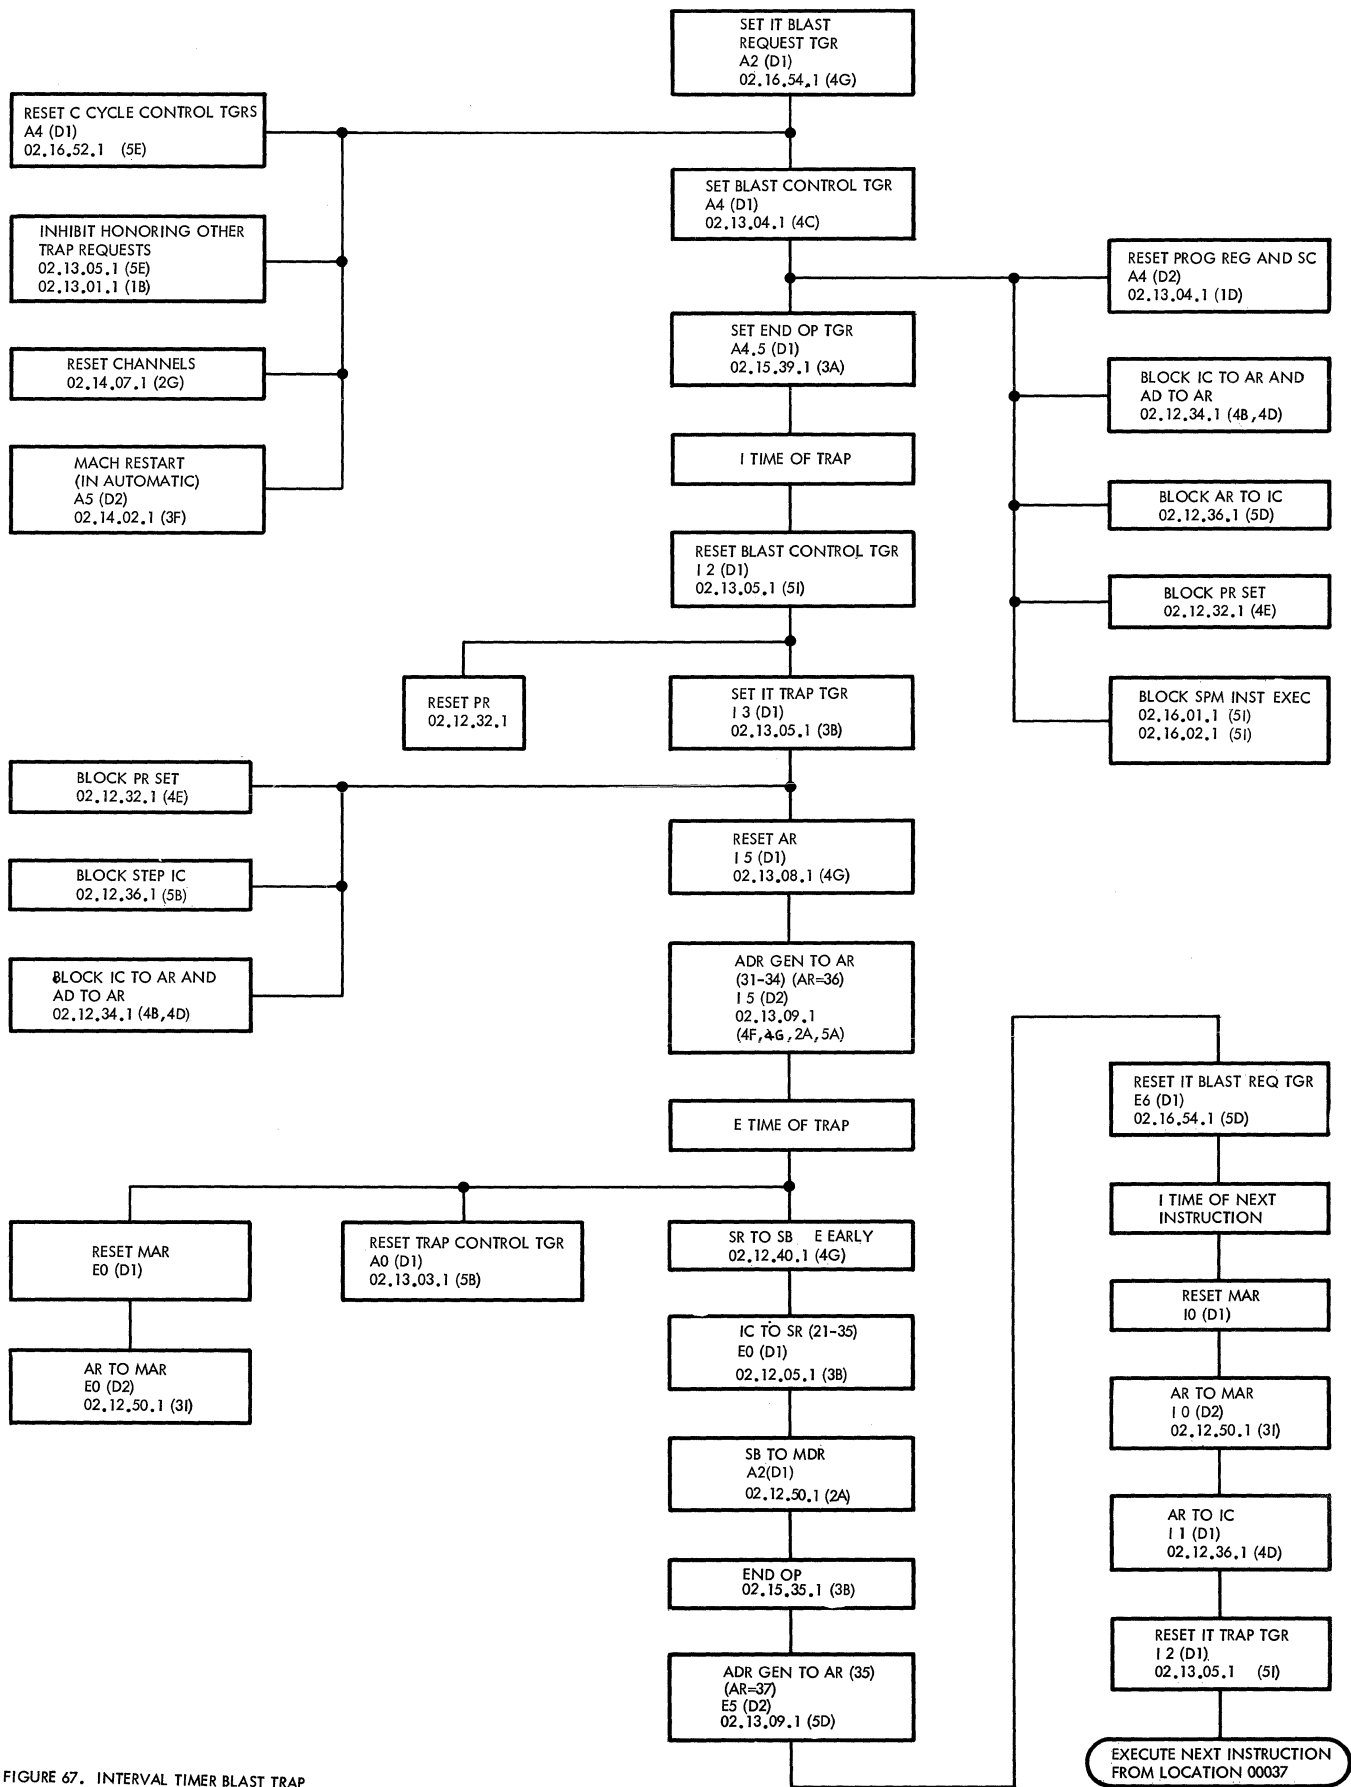 SET IT BLAST
REQUEST TGR
A2 (D1)
02.16.54.1 (4G)
RESET C CYCLE CONTROL TGRS
A4 (D1)
02.16.52.1 (5E)
INHIBIT HONORING OTHER
TRAP REQUESTS
02.13.05.1 (5E)
02.13.01.1 (1B)
RESET CHANNELS
02.14.07.1 (2G)
MACH RESTART
(IN AUTOMATIC)
A5 (D2)
02.14.02.1 (3F)
SET BLAST CONTROL TGR
A4 (D1)
02.13.04.1 (4C)
RESET PROG REG AND SC
A4 (D2)
02.13.04.1 (1D)
BLOCK IC TO AR AND
AD TO AR
02.12.34.1 (4B,4D)
BLOCK AR TO IC
02.12.36.1 (5D)
BLOCK PR SET
02.12.32.1 (4E)
BLOCK SPM INST EXEC
02.16.01.1 (5I)
02.16.02.1 (5I)
SET END OP TGR
A4.5 (D1)
02.15.39.1 (3A)
I TIME OF TRAP
RESET BLAST CONTROL TGR
I 2 (D1)
02.13.05.1 (5I)
RESET PR
02.12.32.1
SET IT TRAP TGR
I 3 (D1)
02.13.05.1 (3B)
BLOCK PR SET
02.12.32.1 (4E)
BLOCK STEP IC
02.12.36.1 (5B)
BLOCK IC TO AR AND
AD TO AR
02.12.34.1 (4B,4D)
RESET AR
I 5 (D1)
02.13.08.1 (4G)
ADR GEN TO AR
(31-34) (AR=36)
I 5 (D2)
02.13.09.1
(4F,4G,2A,5A)
E TIME OF TRAP
RESET MAR
E0 (D1)
AR TO MAR
E0 (D2)
02.12.50.1 (3I)
RESET TRAP CONTROL TGR
A0 (D1)
02.13.03.1 (5B)
SR TO SB E EARLY
02.12.40.1 (4G)
IC TO SR (21-35)
E0 (D1)
02.12.05.1 (3B)
SB TO MDR
A2(D1)
02.12.50.1 (2A)
END OP
02.15.35.1 (3B)
ADR GEN TO AR (35)
(AR=37)
E5 (D2)
02.13.09.1 (5D)
RESET IT BLAST REQ TGR
E6 (D1)
02.16.54.1 (5D)
I TIME OF NEXT
INSTRUCTION
RESET MAR
I0 (D1)
AR TO MAR
I 0 (D2)
02.12.50.1 (3I)
AR TO IC
I 1 (D1)
02.12.36.1 (4D)
RESET IT TRAP TGR
I 2 (D1)
02.13.05.1 (5I)
EXECUTE NEXT INSTRUCTION
FROM LOCATION 00037
FIGURE 67. INTERVAL TIMER BLAST TRAP